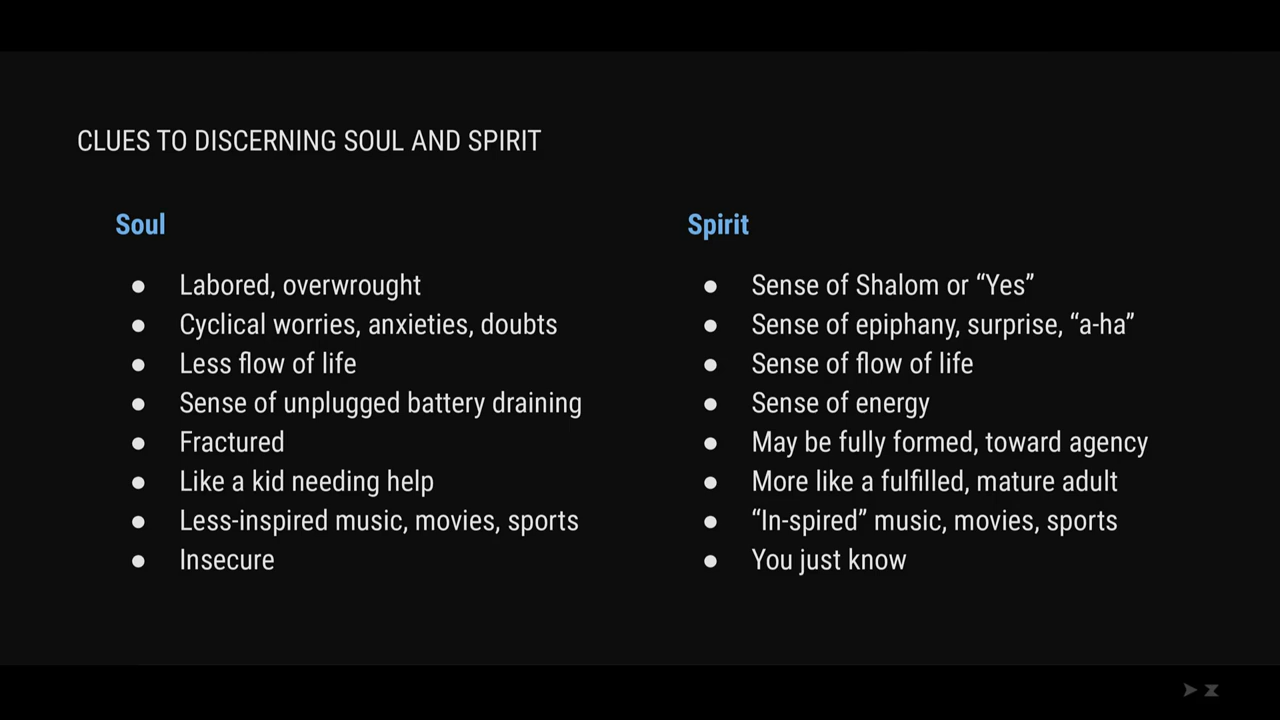 CLUES TO DISCERNING SOUL AND SPIRIT
Soul
● Labored, overwrought
● Cyclical worries, anxieties, doubts
● Less flow of life
● Sense of unplugged battery draining
● Fractured
● Like a kid needing help
● Less-inspired music, movies, sports
● Insecure
Spirit
● Sense of Shalom or “Yes”
● Sense of epiphany, surprise, “a-ha”
● Sense of flow of life
● Sense of energy
● May be fully formed, toward agency
● More like a fulfilled, mature adult
● “In-spired” music, movies, sports
● You just know